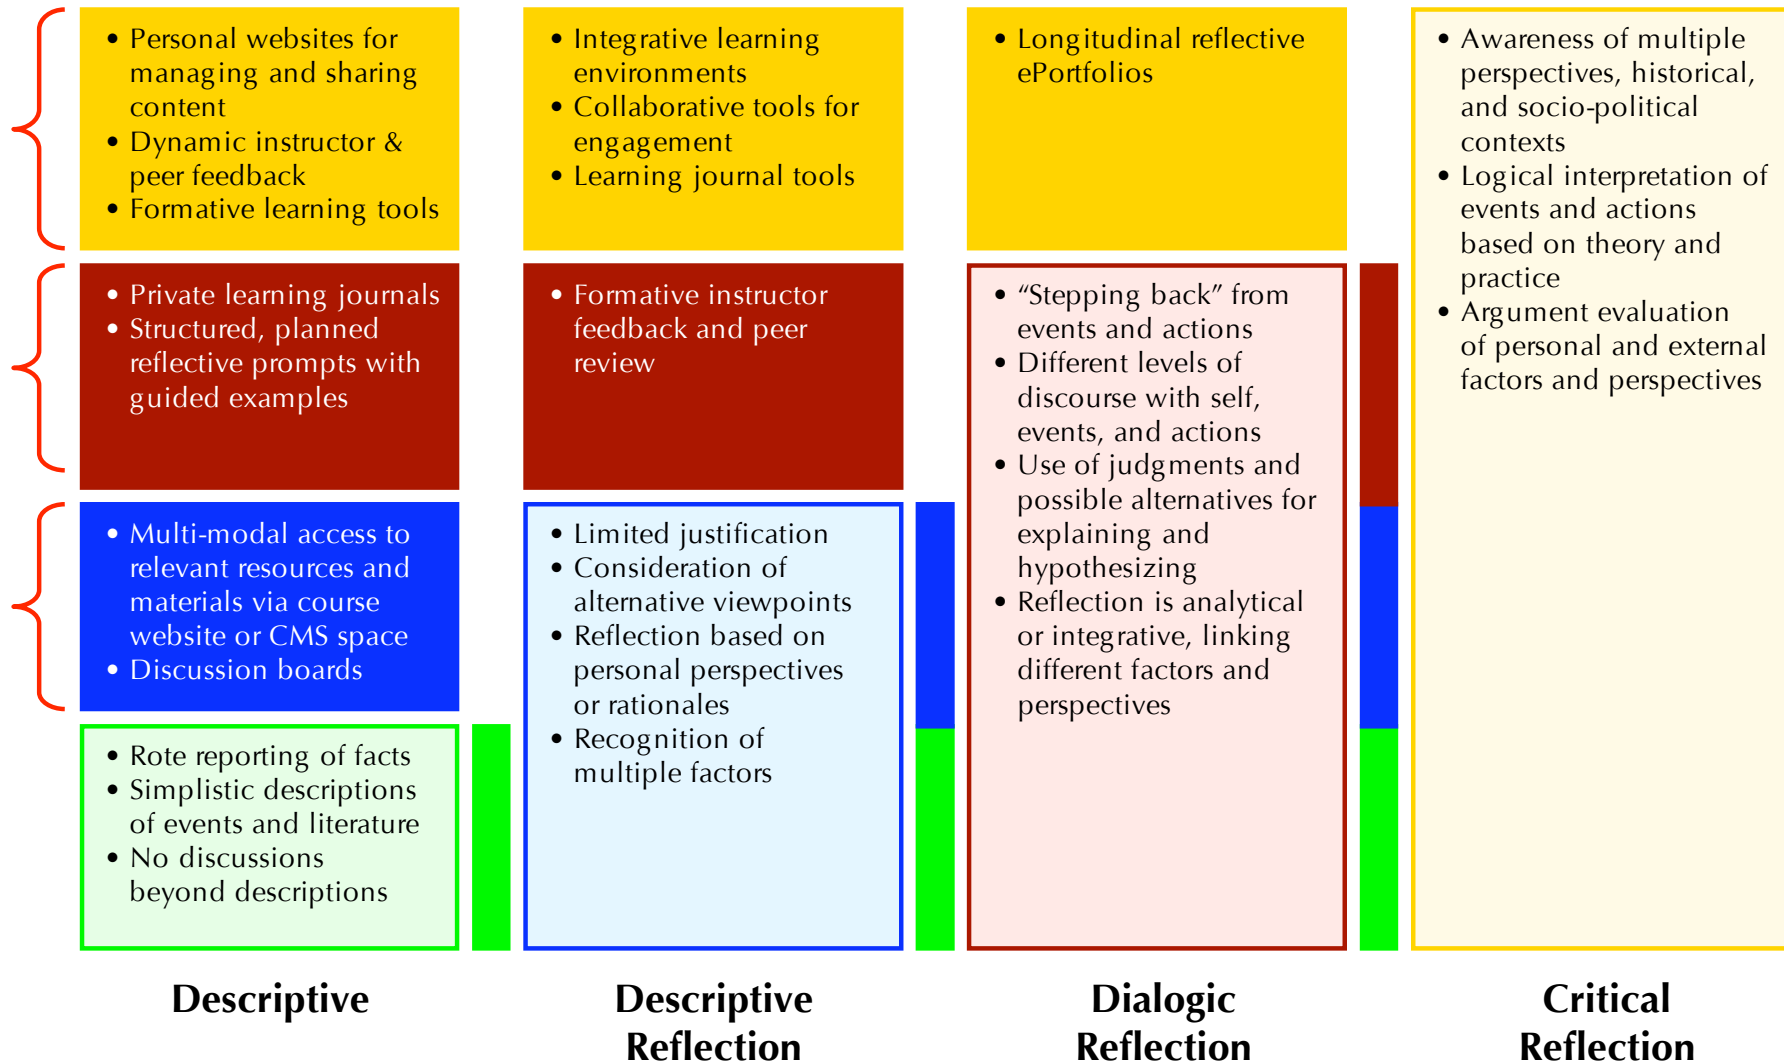 • Personal websites for
managing and sharing
content
• Dynamic instructor &
peer feedback
• Formative learning tools
• Private learning journals
• Structured, planned
reflective prompts with
guided examples
• Multi-modal access to
relevant resources and
materials via course
website or CMS space
• Discussion boards
• Rote reporting of facts
• Simplistic descriptions
of events and literature
• No discussions
beyond descriptions
Descriptive
• Integrative learning
environments
• Collaborative tools for
engagement
• Learning journal tools
• Formative instructor
feedback and peer
review
• Limited justification
• Consideration of
alternative viewpoints
• Reflection based on
personal perspectives
or rationales
• Recognition of
multiple factors
Descriptive
Reflection
• Longitudinal reflective
ePortfolios
• “Stepping back” from
events and actions
• Different levels of
discourse with self,
events, and actions
• Use of judgments and
possible alternatives for
explaining and
hypothesizing
• Reflection is analytical
or integrative, linking
different factors and
perspectives
Dialogic
Reflection
• Awareness of multiple
perspectives, historical,
and socio-political
contexts
• Logical interpretation of
events and actions
based on theory and
practice
• Argument evaluation
of personal and external
factors and perspectives
Critical
Reflection